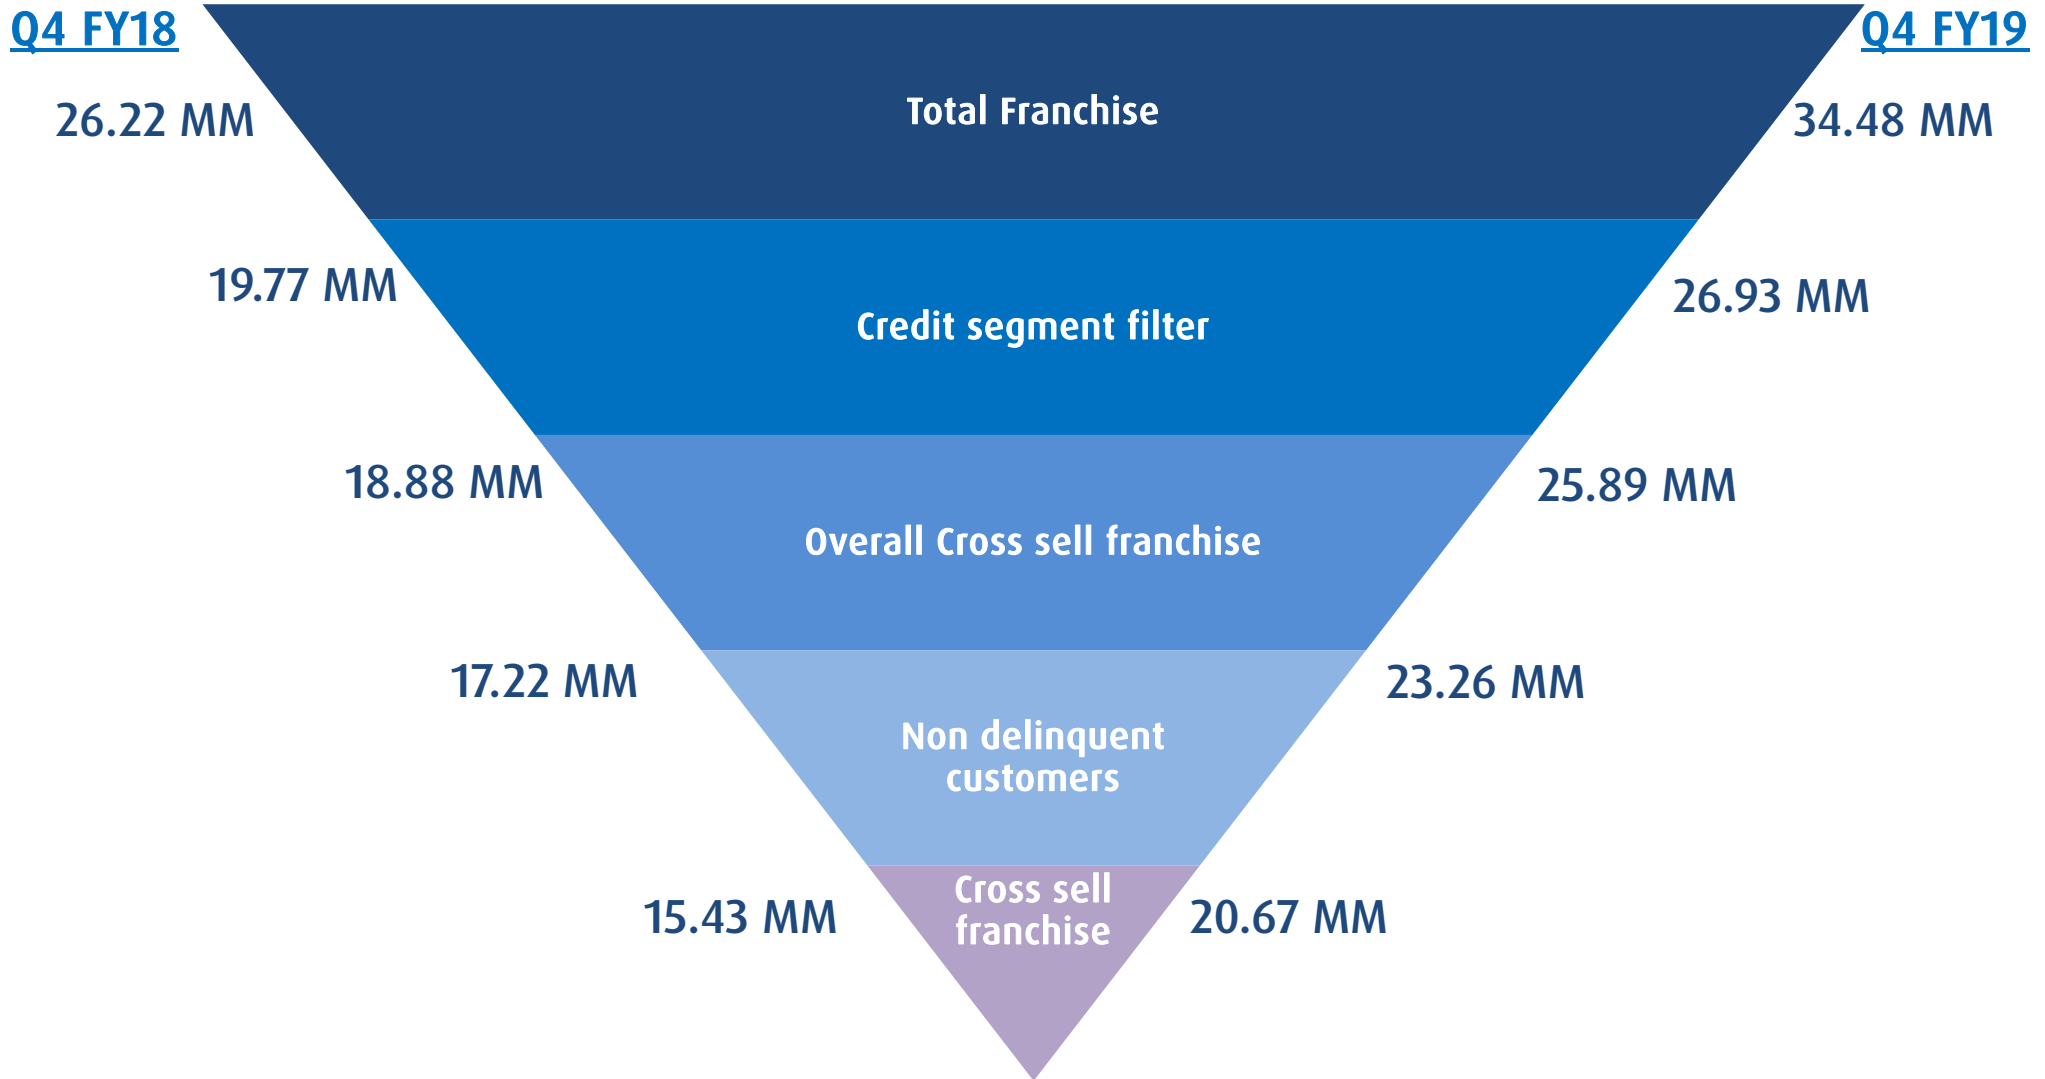 Q4 FY18
Q4 FY19
26.22 MM
Total Franchise
34.48 MM
19.77 MM
Credit segment filter
26.93 MM
18.88 MM
Overall Cross sell franchise
25.89 MM
17.22 MM
Non delinquent
customers
23.26 MM
15.43 MM
Cross sell
franchise
20.67 MM